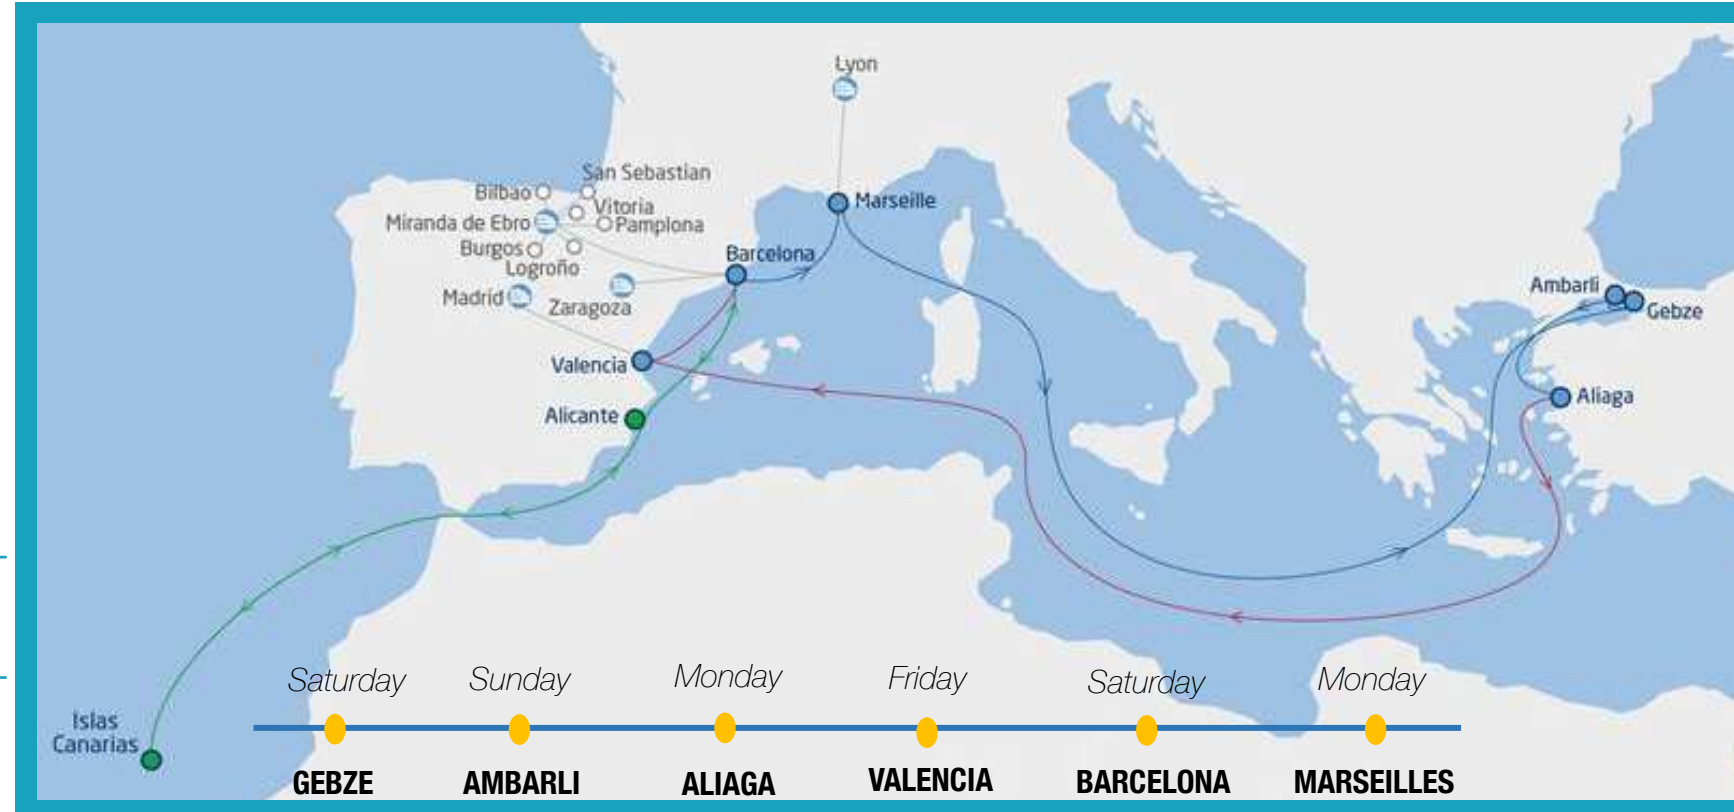 Lyon
San Sebastian
Bilbao
Vitoria
Miranda de Ebro
Pamplona
Burgos
Logroño
Madrid
Zaragoza
Barcelona
Marseille
Valencia
Alicante
Ambarli
Gebze
Aliaga
Islas
Canarias
Saturday Sunday Monday Friday Saturday Monday
GEBZE AMBARLI ALIAGA VALENCIA BARCELONA MARSEILLES